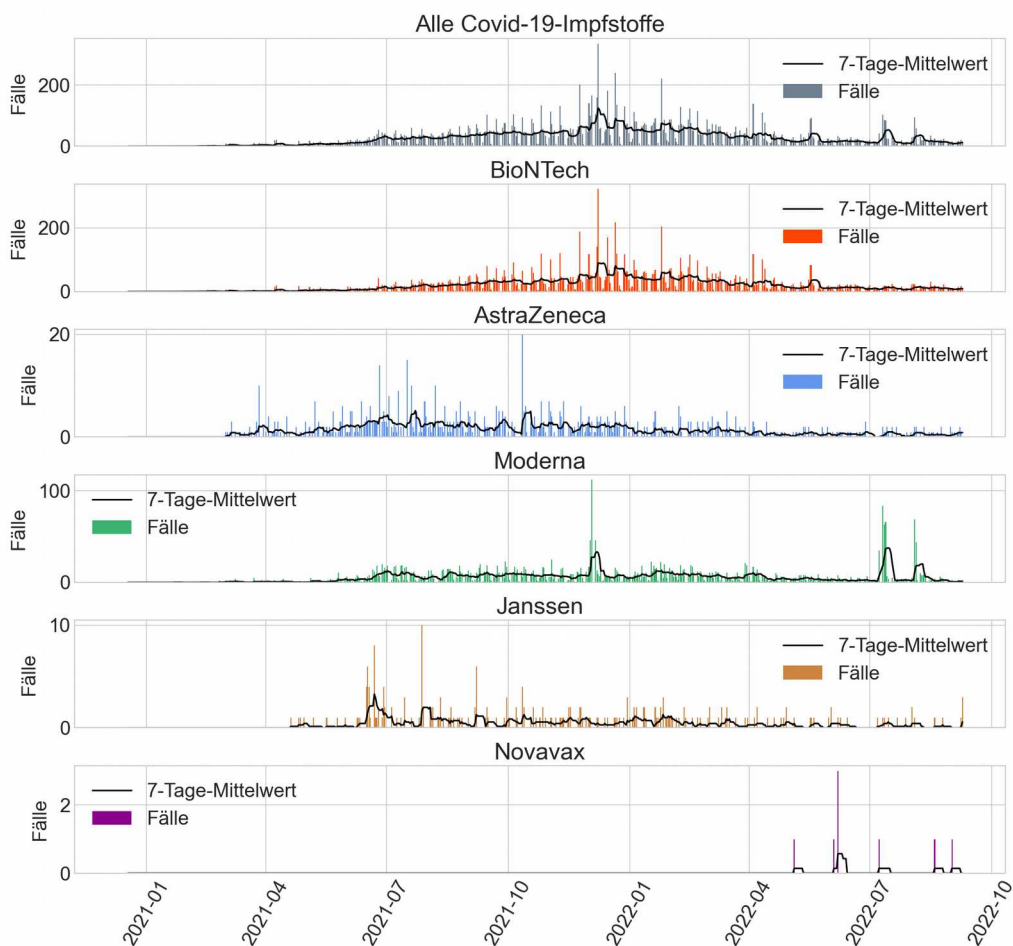 Alle Covid-19-Impfstoffe
Fälle
200
0
7-Tage-Mittelwert
Fälle
BioNTech
Fälle
200
0
7-Tage-Mittelwert
Fälle
AstraZeneca
Fälle
20
0
7-Tage-Mittelwert
Fälle
Moderna
Fälle
100
0
7-Tage-Mittelwert
Fälle
Janssen
Fälle
10
0
7-Tage-Mittelwert
Fälle
Novavax
Fälle
2
0
7-Tage-Mittelwert
Fälle
2021-01
2021-04
2021-07
2021-10
2022-01
2022-04
2022-07
2022-10